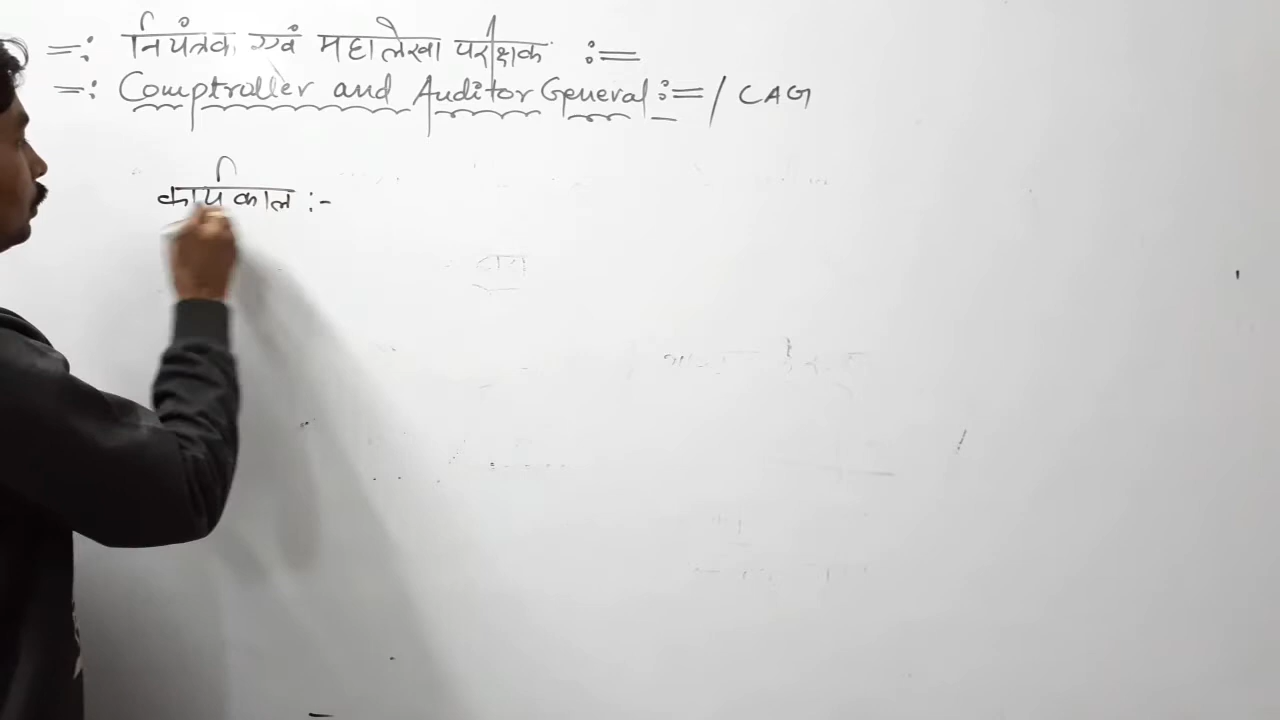 =: नियंत्रक एवं महालेखा परीक्षक :=
=: Comptroller and Auditor General := / CAG
कार्यकाल :-